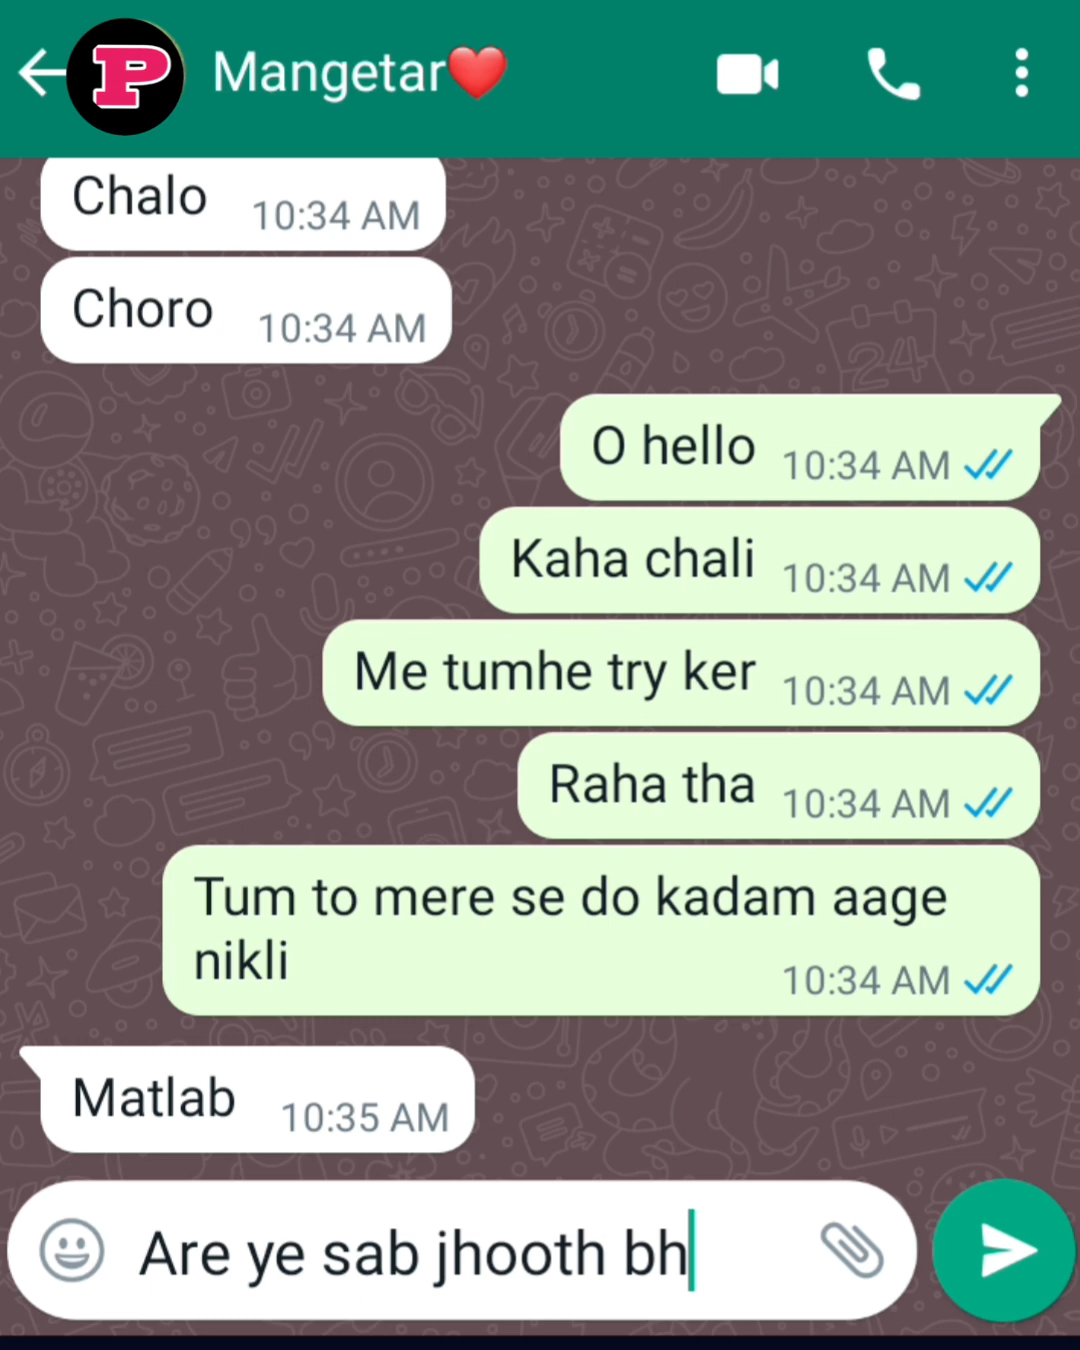 P
Mangetar❤️
Chalo 10:34 AM
Choro 10:34 AM
O hello 10:34 AM
Kaha chali 10:34 AM
Me tumhe try ker 10:34 AM
Raha tha 10:34 AM
Tum to mere se do kadam aage
nikli 10:34 AM
Matlab 10:35 AM
Are ye sab jhooth bh